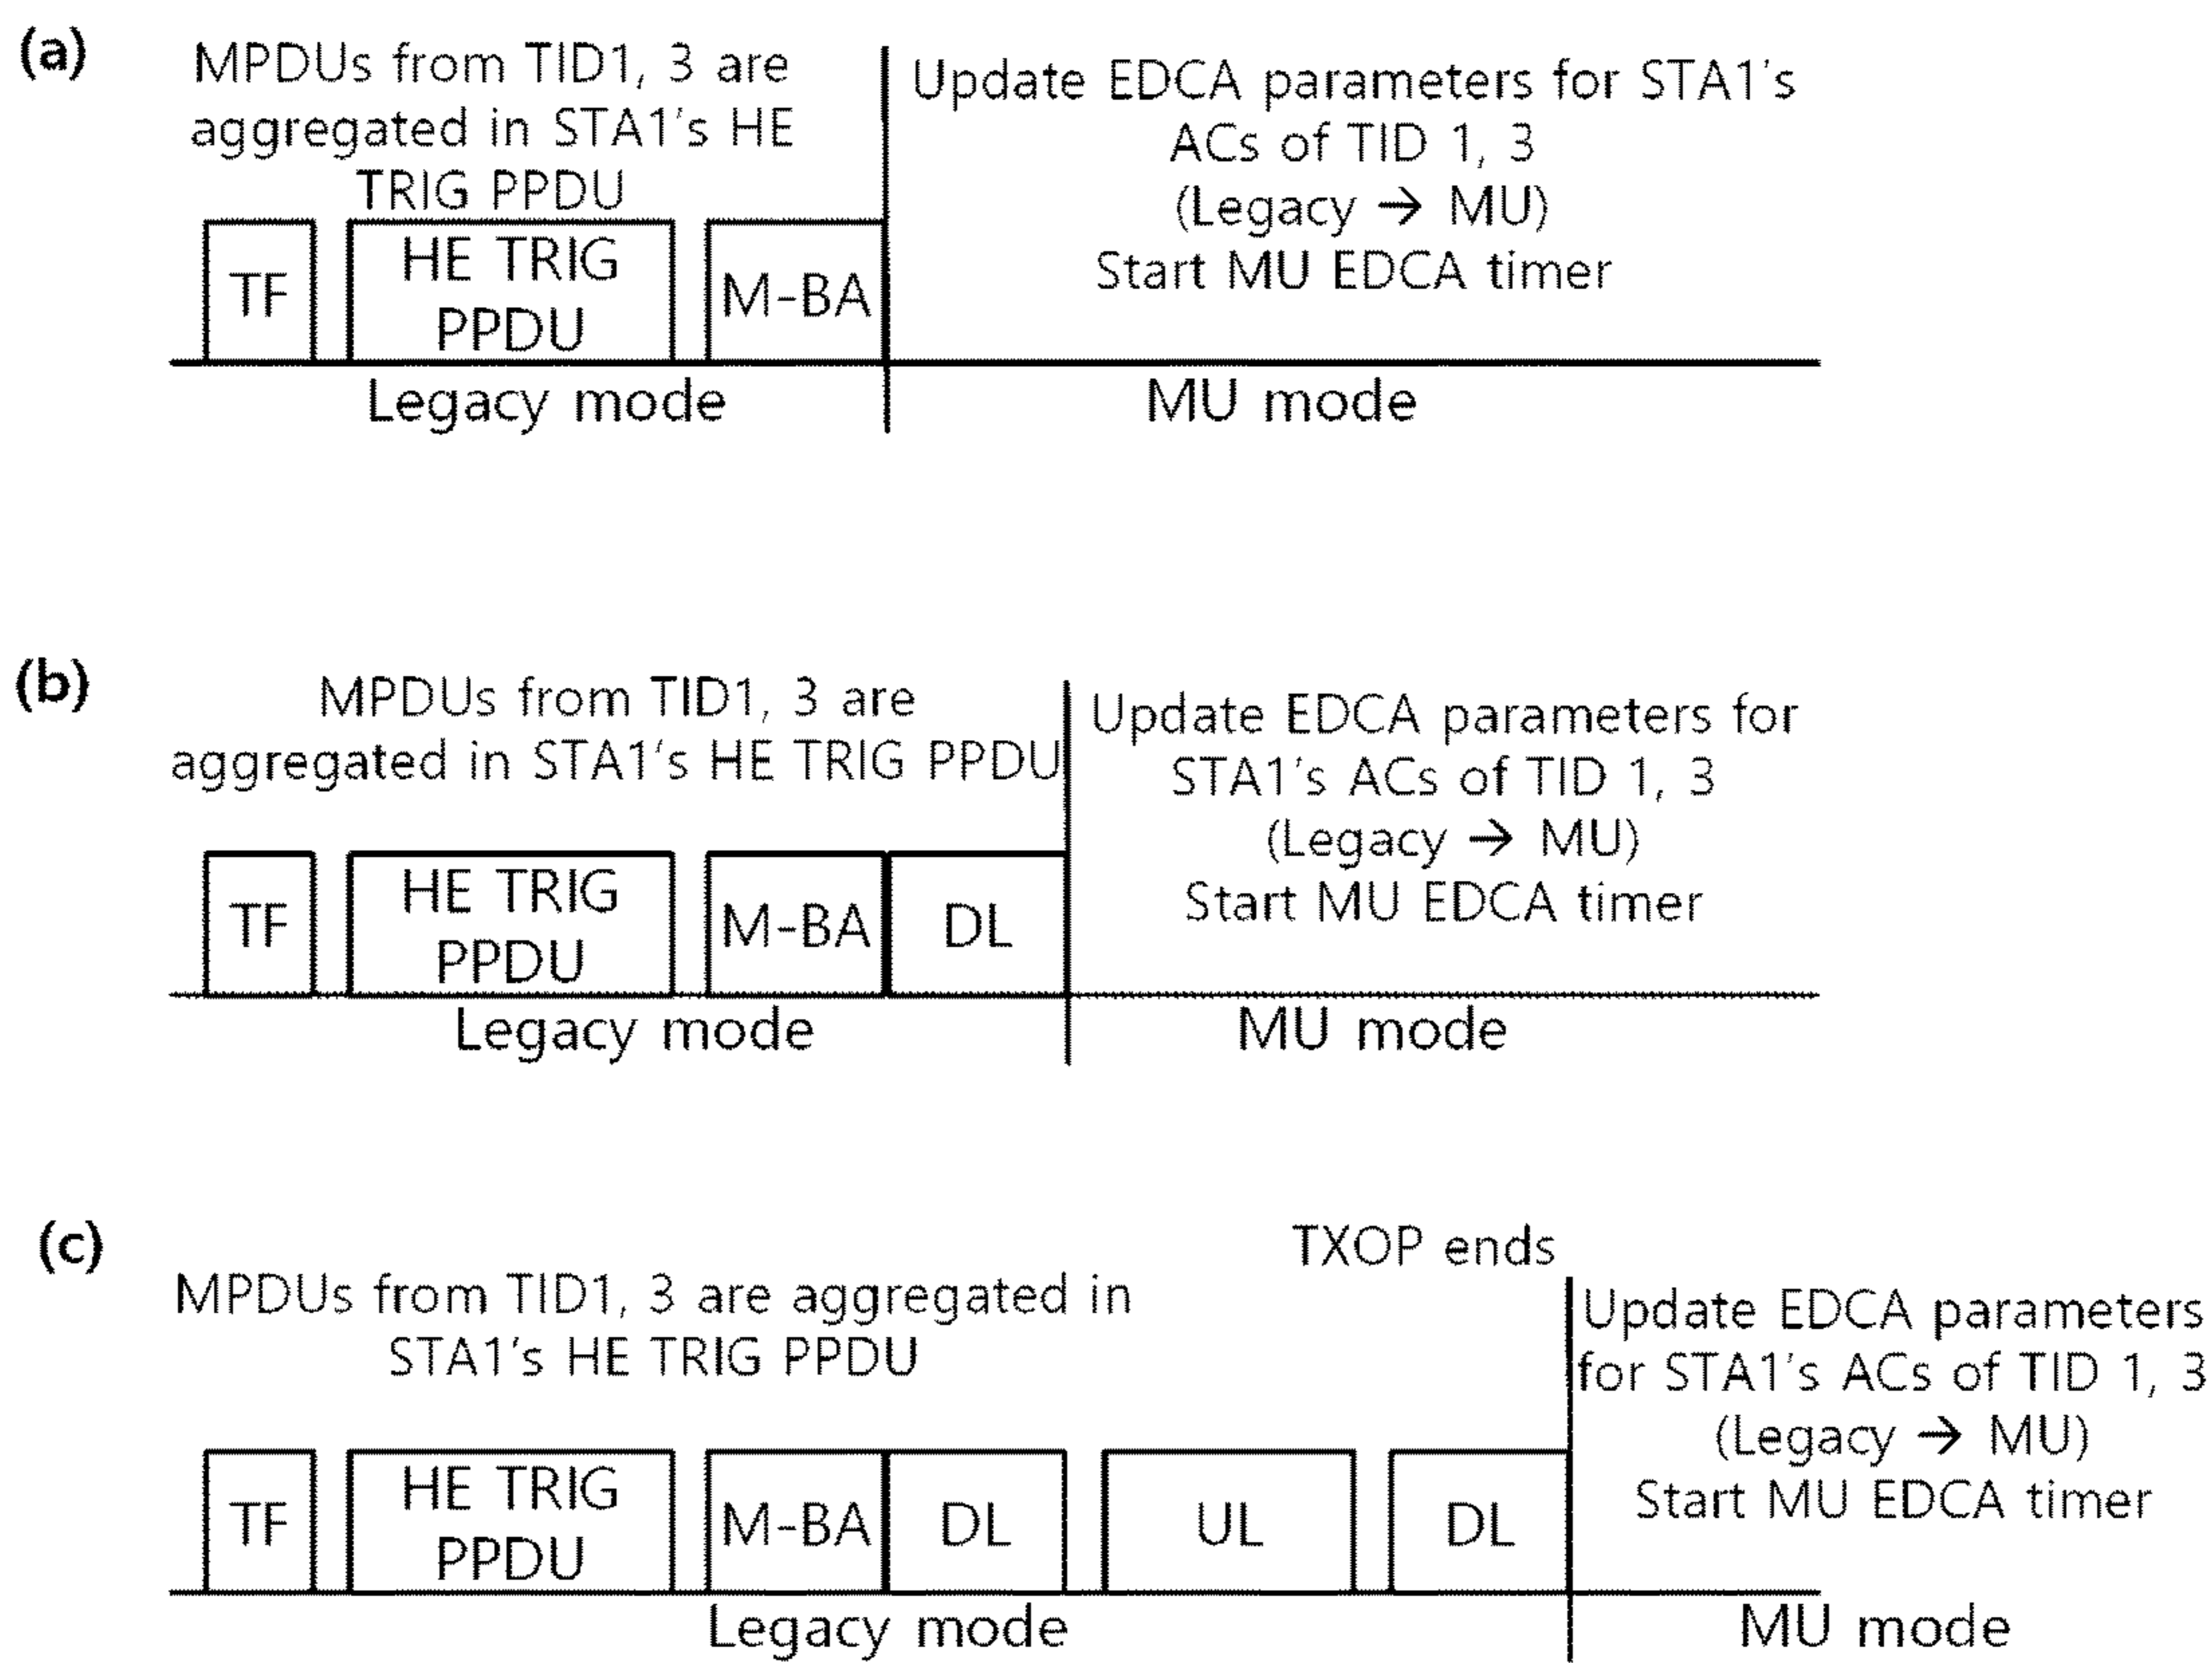 (a)
MPDUs from TID1, 3 are
aggregated in STA1's HE
TRIG PPDU
Update EDCA parameters for STA1's
ACs of TID 1, 3
(Legacy → MU)
Start MU EDCA timer
TF
HE TRIG
PPDU
M-BA
Legacy mode
MU mode
(b)
MPDUs from TID1, 3 are
aggregated in STA1's HE TRIG PPDU
Update EDCA parameters for
STA1's ACs of TID 1, 3
(Legacy → MU)
Start MU EDCA timer
TF
HE TRIG
PPDU
M-BA
DL
Legacy mode
MU mode
(c)
TXOP ends
MPDUs from TID1, 3 are aggregated in
STA1's HE TRIG PPDU
Update EDCA parameters
for STA1's ACs of TID 1, 3
(Legacy → MU)
Start MU EDCA timer
TF
HE TRIG
PPDU
M-BA
DL
UL
DL
Legacy mode
MU mode